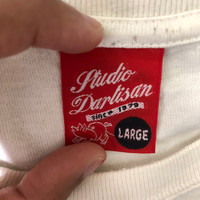 Studio
Dartisan
since 1979
LARGE